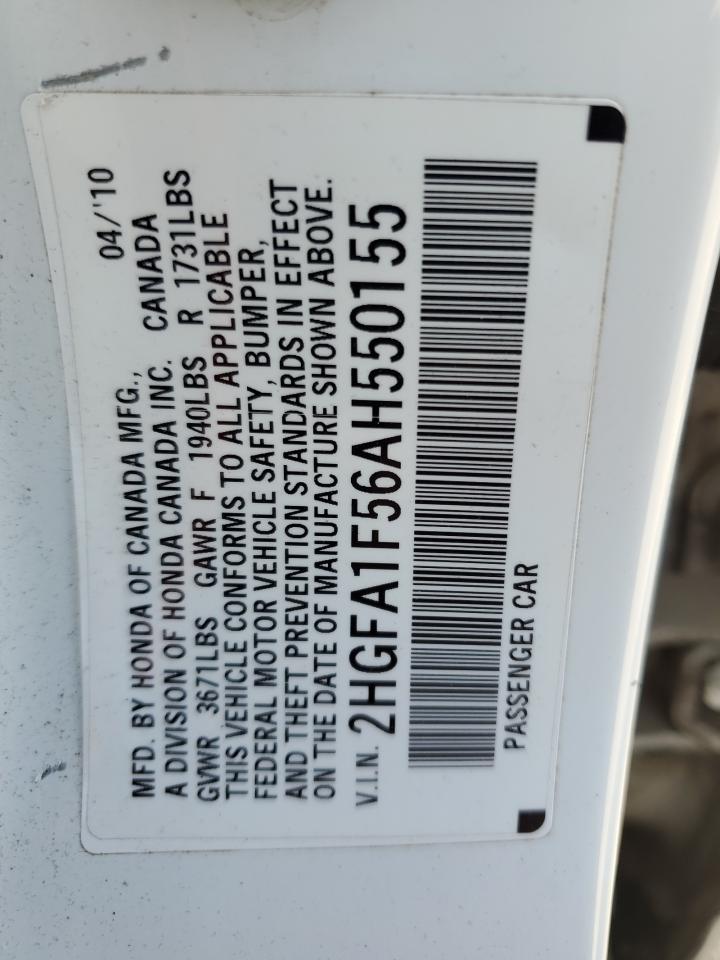 MFD. BY HONDA OF CANADA MFG., 04/'10
A DIVISION OF HONDA CANADA INC. CANADA
GVWR 3671LBS GAWR F 1940LBS R 1731LBS
THIS VEHICLE CONFORMS TO ALL APPLICABLE
FEDERAL MOTOR VEHICLE SAFETY, BUMPER,
AND THEFT PREVENTION STANDARDS IN EFFECT
ON THE DATE OF MANUFACTURE SHOWN ABOVE.
V.I.N. 2HGFA1F56AH550155
PASSENGER CAR